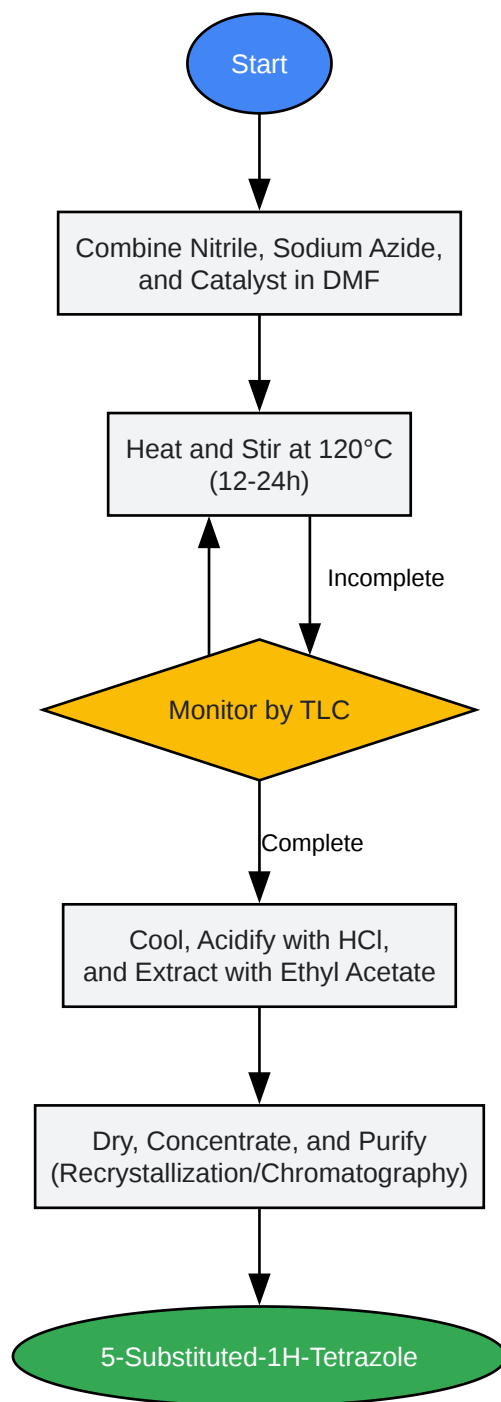 Start
Combine Nitrile, Sodium Azide,
and Catalyst in DMF
Heat and Stir at 120°C
(12-24h)
Incomplete
Monitor by TLC
Complete
Cool, Acidify with HCl,
and Extract with Ethyl Acetate
Dry, Concentrate, and Purify
(Recrystallization/Chromatography)
5-Substituted-1H-Tetrazole